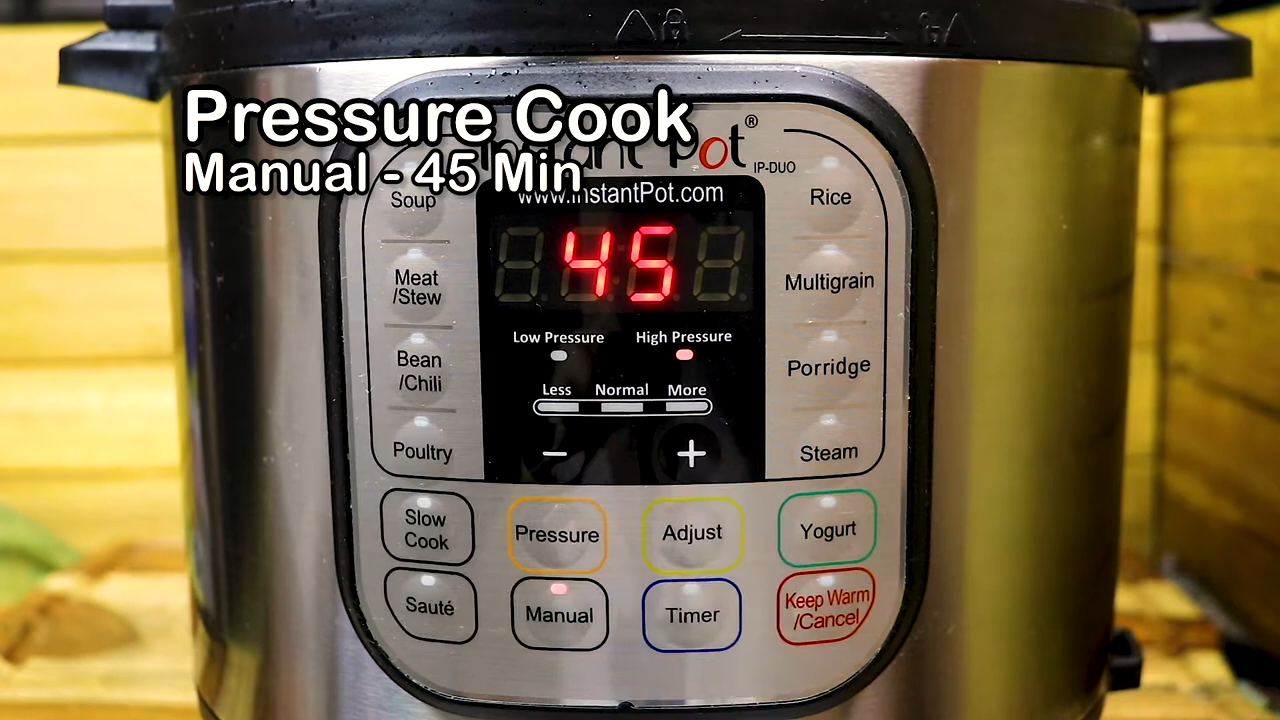 Pressure Cook
Manual - 45 Min
Instant Pot®
IP-DUO
www.InstantPot.com
45
Low Pressure
High Pressure
Less
Normal
More
−
+
Soup
Meat
/Stew
Bean
/Chili
Poultry
Rice
Multigrain
Porridge
Steam
Slow
Cook
Pressure
Adjust
Yogurt
Sauté
Manual
Timer
Keep Warm
/Cancel